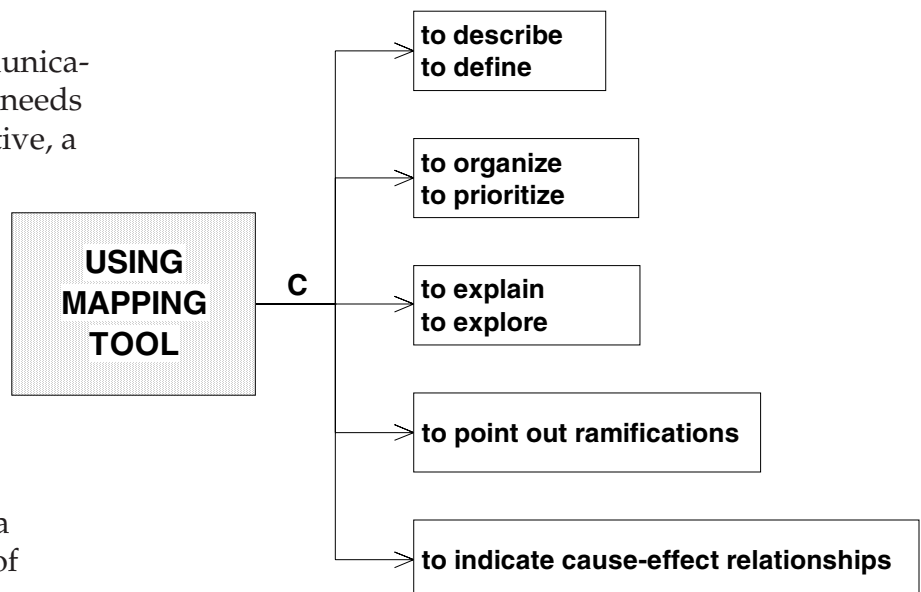 unica-
needs
tive, a
USING
MAPPING
TOOL
C
to describe
to define
to organize
to prioritize
to explain
to explore
to point out ramifications
to indicate cause-effect relationships
a
of